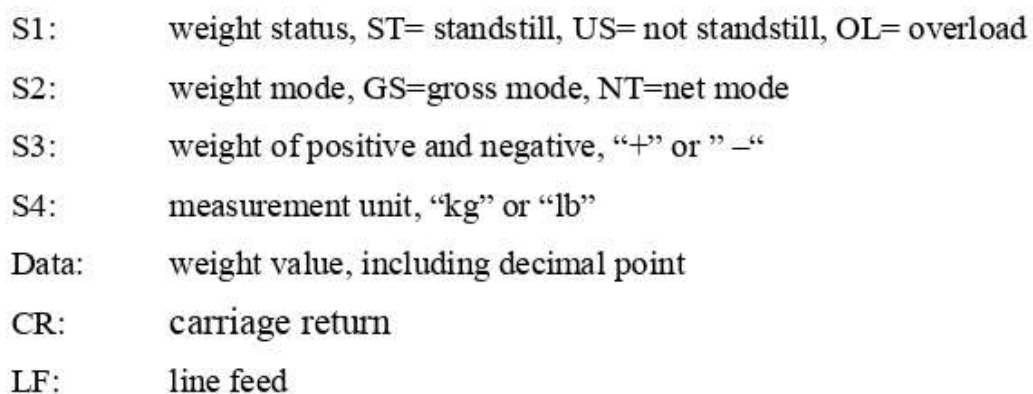 S1: weight status, ST= standstill, US= not standstill, OL= overload
S2: weight mode, GS=gross mode, NT=net mode
S3: weight of positive and negative, “+” or ” –“
S4: measurement unit, “kg” or “lb”
Data: weight value, including decimal point
CR: carriage return
LF: line feed